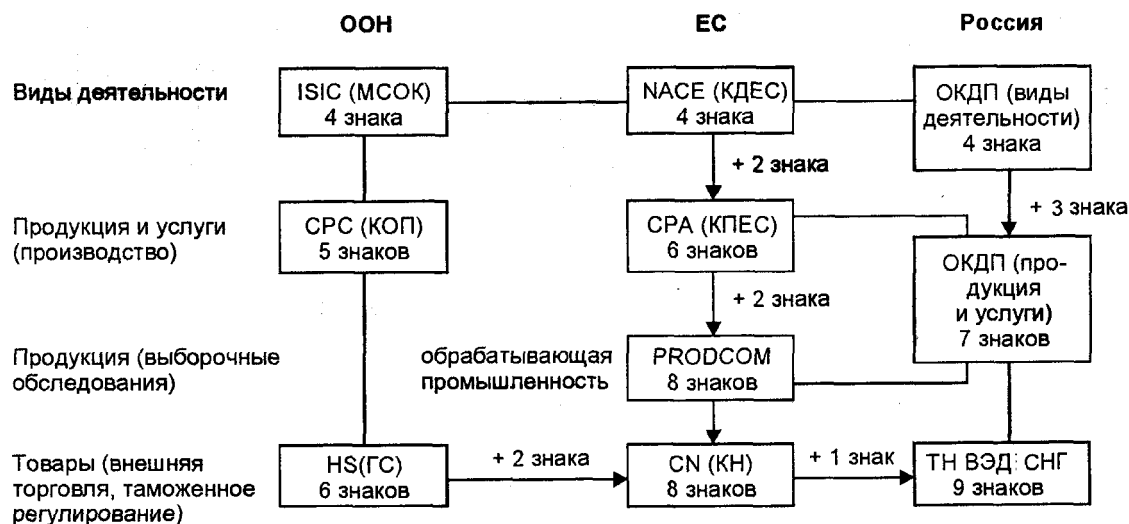 ООН
ЕС
Россия
Виды деятельности
ISIC (МСОК)
4 знака
NACE (КДЕС)
4 знака
ОКДП (виды
деятельности)
4 знака
+ 2 знака
+ 3 знака
Продукция и услуги
(производство)
CPC (КОП)
5 знаков
CPA (КПЕС)
6 знаков
ОКДП (про-
дукция
и услуги)
7 знаков
+ 2 знака
Продукция (выборочные
обследования)
обрабатывающая
промышленность
PRODCOM
8 знаков
Товары (внешняя
торговля, таможенное
регулирование)
HS(ГС)
6 знаков
+ 2 знака
CN (КН)
8 знаков
+ 1 знак
ТН ВЭД СНГ
9 знаков